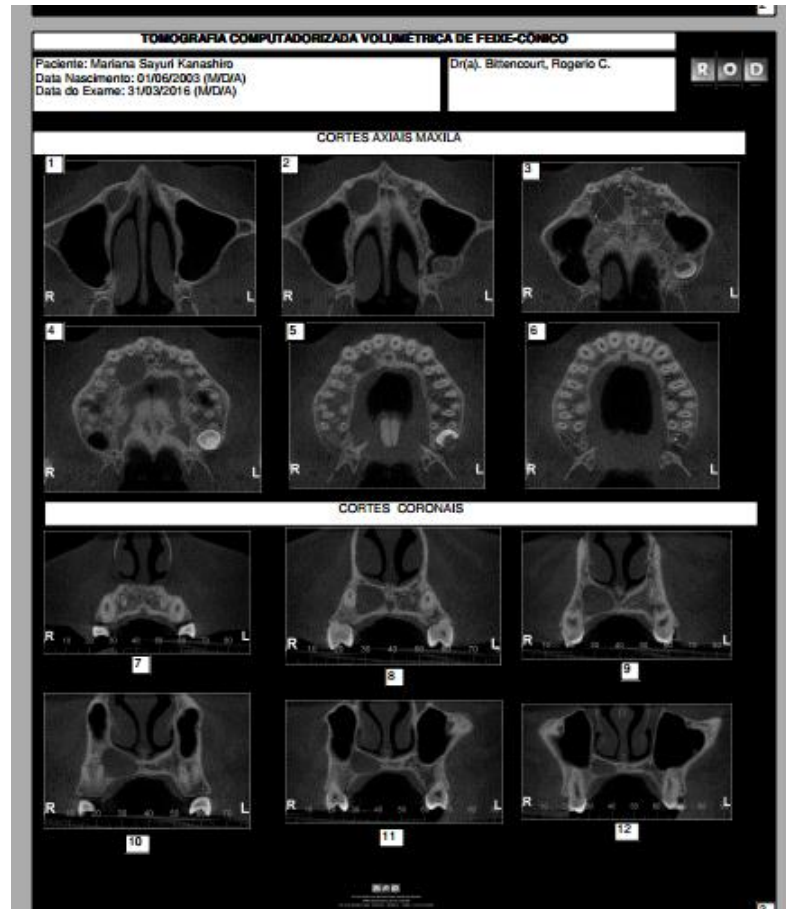 TOMOGRAFIA COMPUTADORIZADA VOLUMÉTRICA DE FEIXE-CÔNICO
Paciente: Mariana Sayuri Kanashiro
Data Nascimento: 01/06/2003 (M/D/A)
Data do Exame: 31/03/2016 (M/D/A)
Dr(a). Bittencourt, Rogerio C.
R O D
CORTES AXIAIS MAXILA
1 2 3
R L R L R L
4 5 6
R L R L R L
CORTES CORONAIS
R L R L R L
7 8 9
R L R L R L
10 11 12